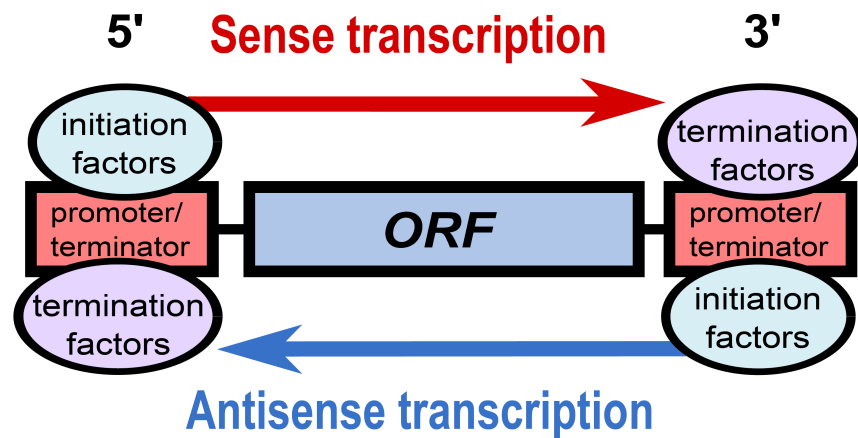 5'
Sense transcription
3'
initiation
factors
termination
factors
promoter/
terminator
ORF
promoter/
terminator
termination
factors
initiation
factors
Antisense transcription